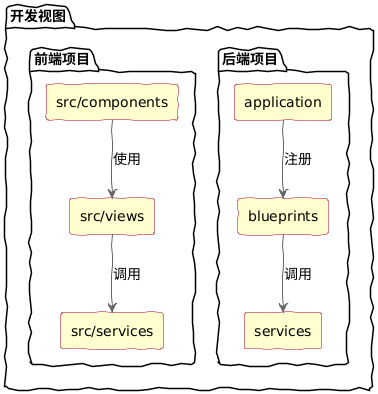 开发视图
前端项目
后端项目
src/components
application
使用
注册
src/views
blueprints
调用
调用
src/services
services